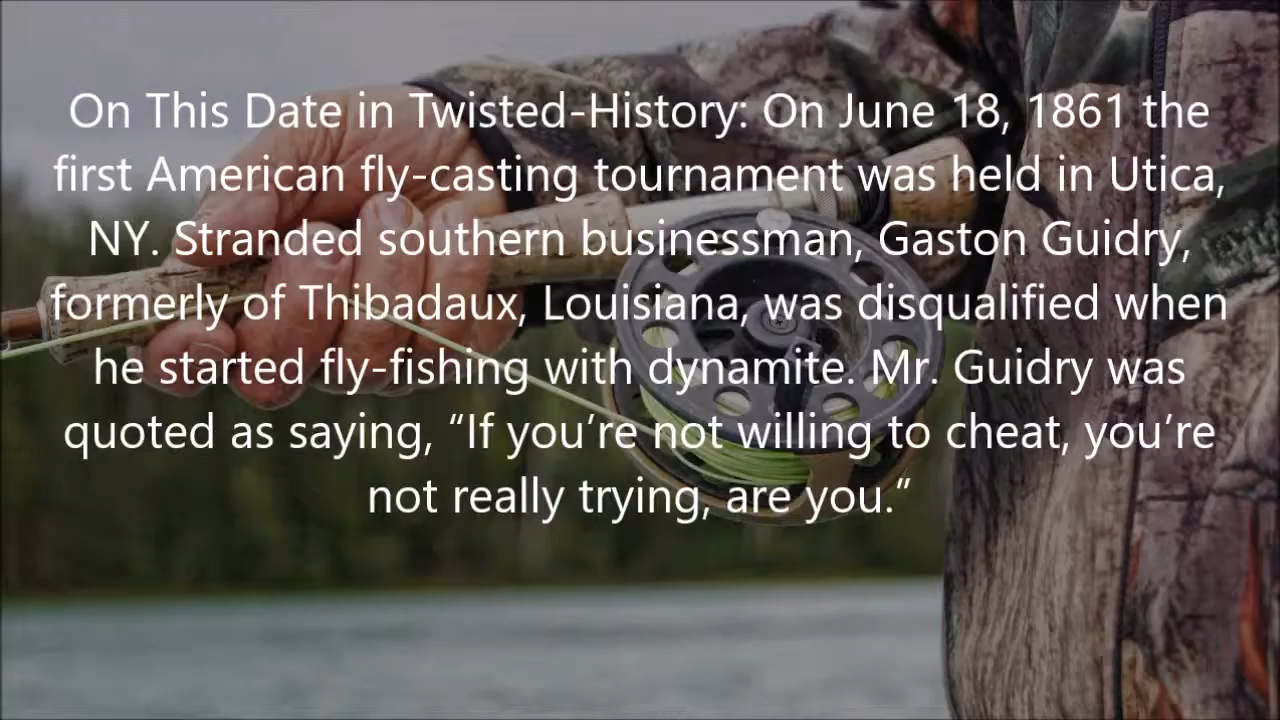 On This Date in Twisted-History: On June 18, 1861 the
first American fly-casting tournament was held in Utica,
NY. Stranded southern businessman, Gaston Guidry,
formerly of Thibadaux, Louisiana, was disqualified when
he started fly-fishing with dynamite. Mr. Guidry was
quoted as saying, “If you’re not willing to cheat, you’re
not really trying, are you.”